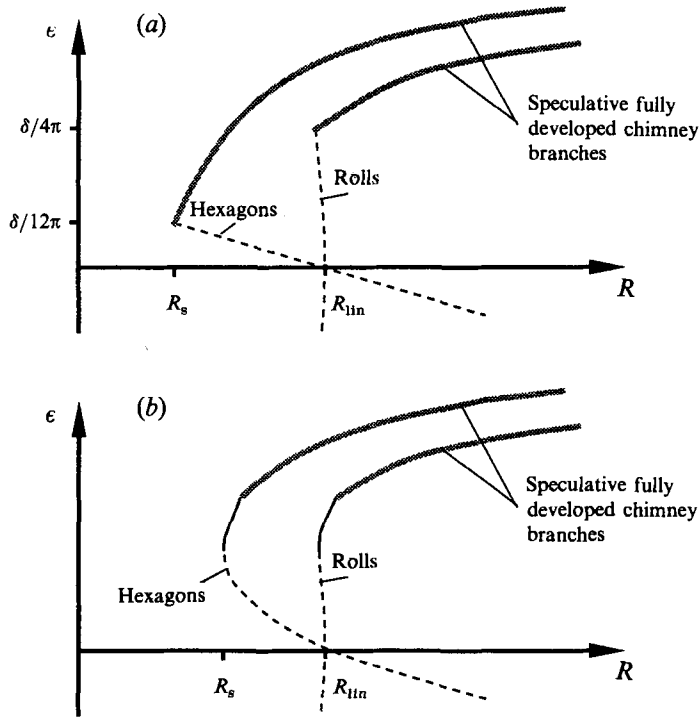 ϵ
(a)
Speculative fully
developed chimney
branches
δ/4π
Rolls
Hexagons
δ/12π
R
Rs
Rlin
ϵ
(b)
Speculative fully
developed chimney
branches
Rolls
Hexagons
R
Rs
Rlin